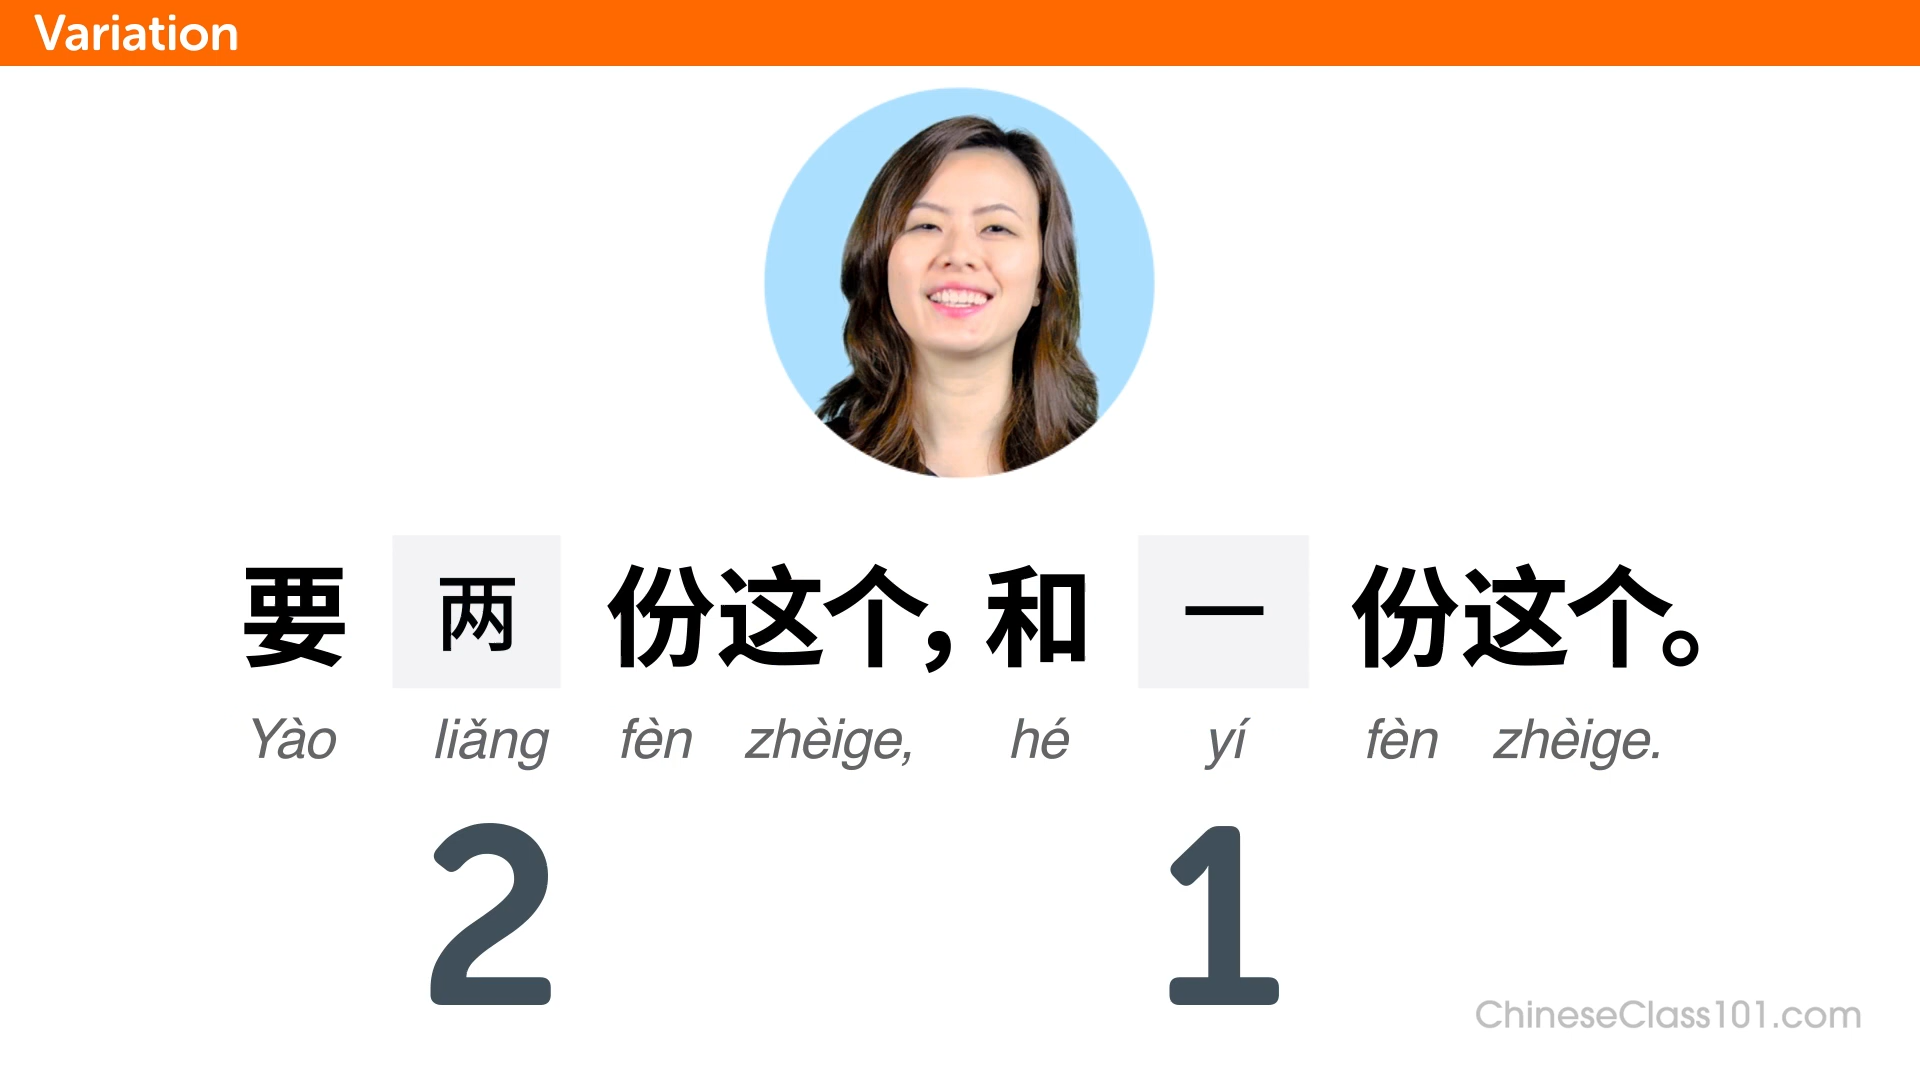 Variation
要 两 份这个，和 一 份这个。
Yào liǎng fèn zhèige, hé yí fèn zhèige.
2 1
ChineseClass101.com